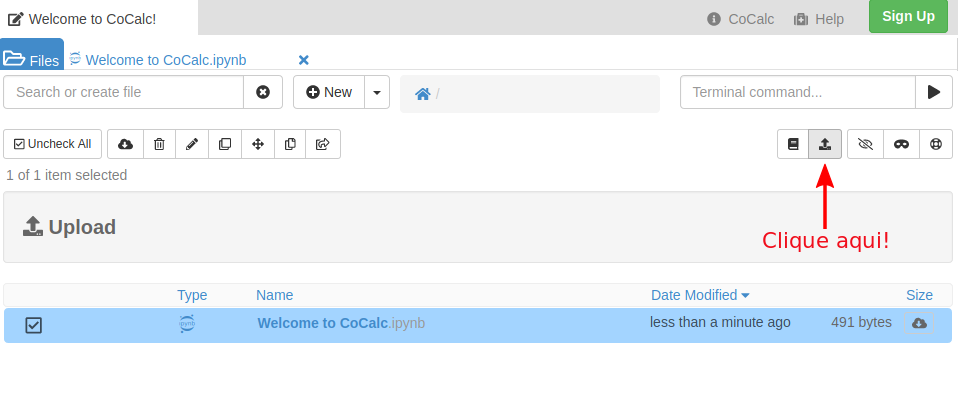 Welcome to CoCalc!
CoCalc
Help
Sign Up
Files
Welcome to CoCalc.ipynb
Search or create file
New
/
Terminal command...
Uncheck All
1 of 1 item selected
Upload
Clique aqui!
Type Name Date Modified Size
ipynb Welcome to CoCalc.ipynb less than a minute ago 491 bytes